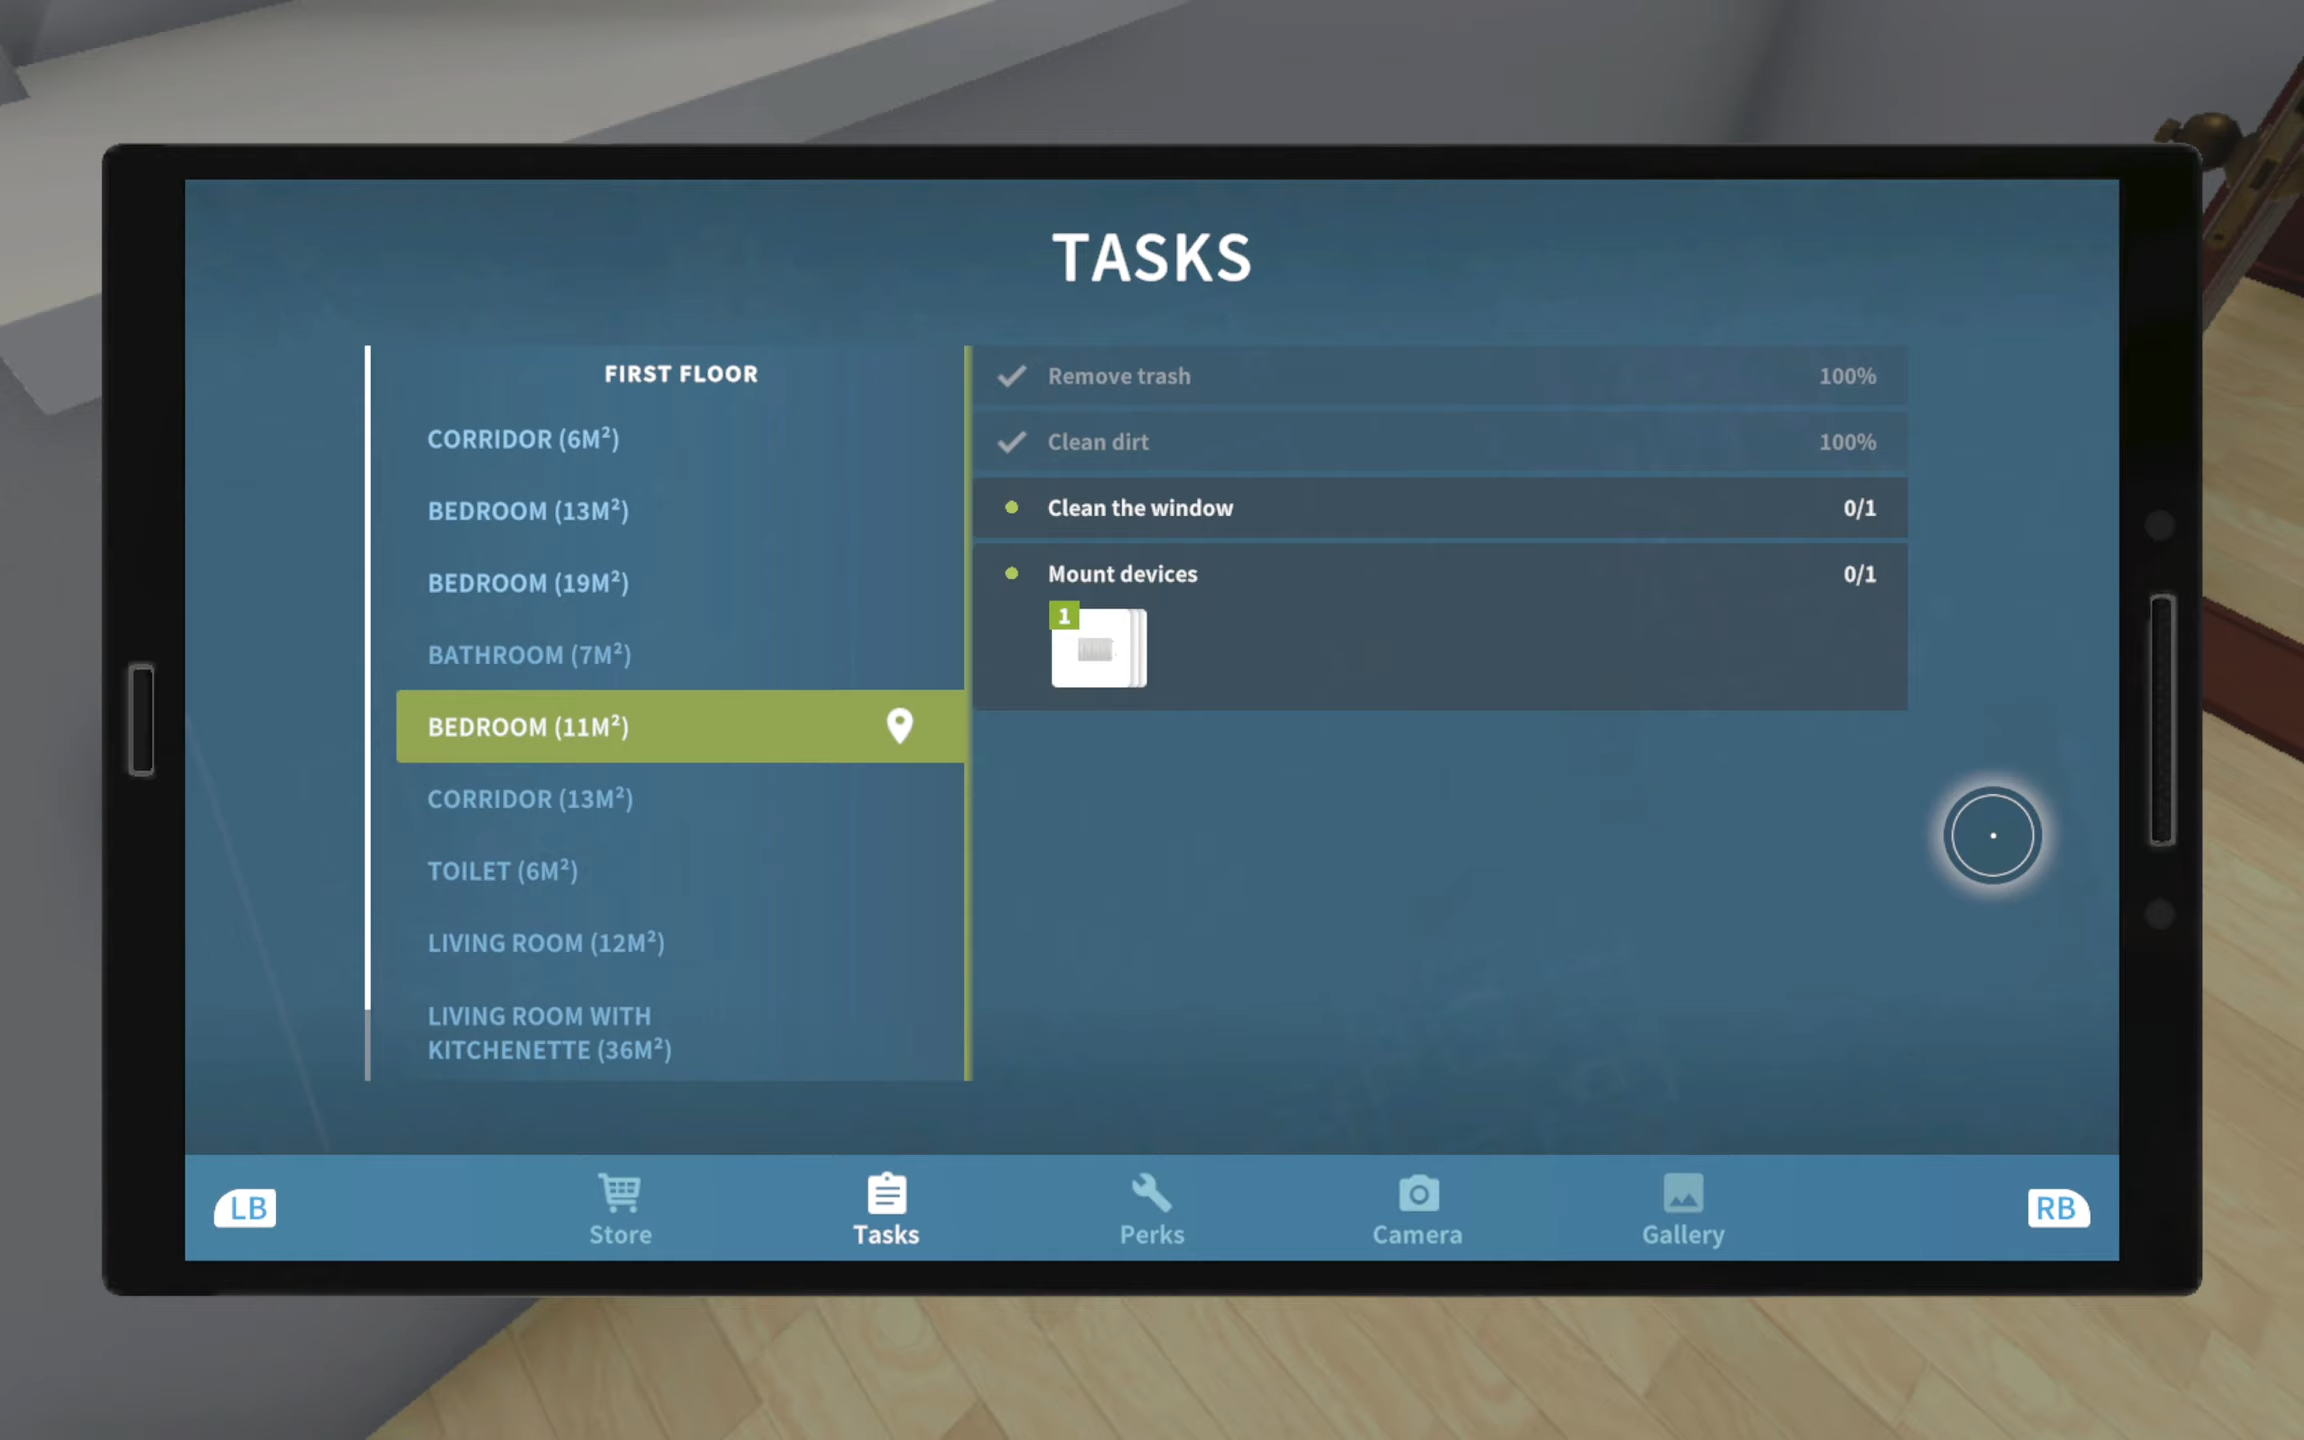 TASKS
FIRST FLOOR
CORRIDOR (6M²)
BEDROOM (13M²)
BEDROOM (19M²)
BATHROOM (7M²)
BEDROOM (11M²)
CORRIDOR (13M²)
TOILET (6M²)
LIVING ROOM (12M²)
LIVING ROOM WITH
KITCHENETTE (36M²)
Remove trash 100%
Clean dirt 100%
Clean the window 0/1
Mount devices 0/1
1
LB
Store
Tasks
Perks
Camera
Gallery
RB